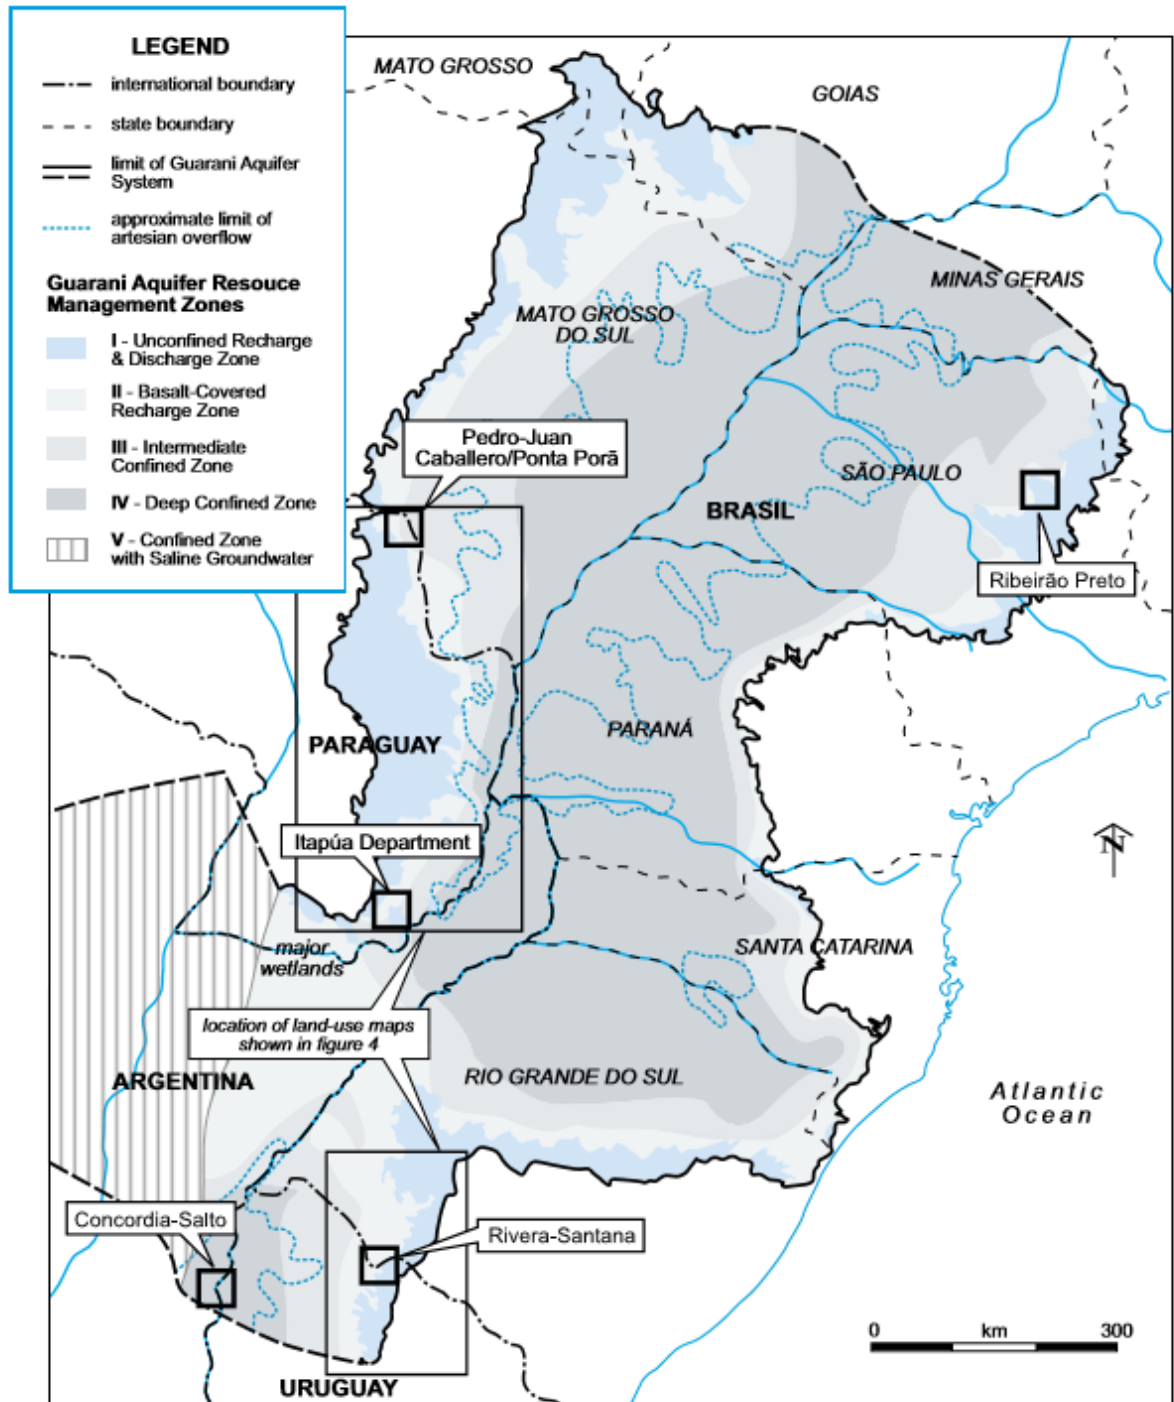 LEGEND
international boundary
state boundary
limit of Guarani Aquifer
System
approximate limit of
artesian overflow
Guarani Aquifer Resouce
Management Zones
I - Unconfined Recharge
& Discharge Zone
II - Basalt-Covered
Recharge Zone
III - Intermediate
Confined Zone
IV - Deep Confined Zone
V - Confined Zone
with Saline Groundwater
MATO GROSSO
GOIAS
MINAS GERAIS
MATO GROSSO
DO SUL
Pedro-Juan
Caballero/Ponta Porã
SÃO PAULO
BRASIL
Ribeirão Preto
PARANÁ
PARAGUAY
Itapúa Department
N
major
wetlands
SANTA CATARINA
location of land-use maps
shown in figure 4
ARGENTINA
RIO GRANDE DO SUL
Atlantic
Ocean
Concordia-Salto
Rivera-Santana
0 km 300
URUGUAY